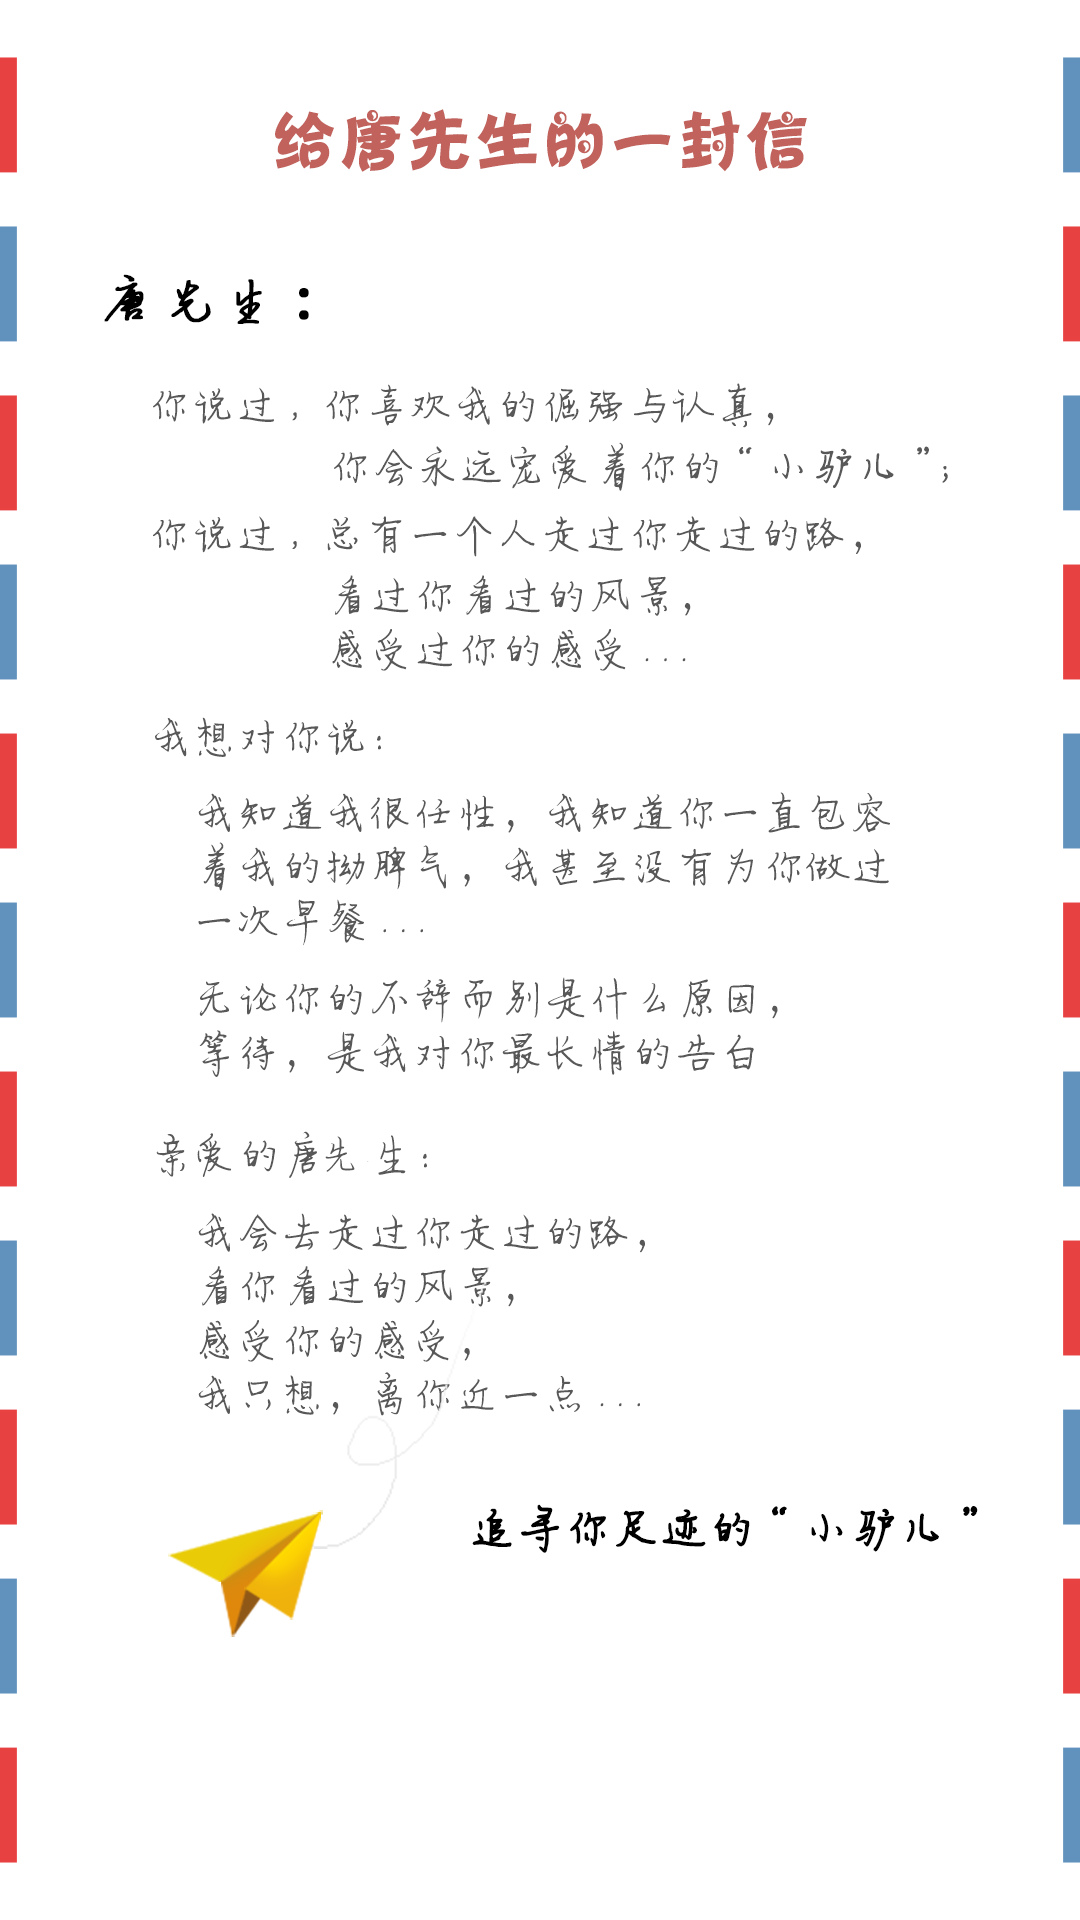 给唐先生的一封信
唐先生：
你说过，你喜欢我的倔强与认真，
你会永远宠爱着你的“小驴儿”；
你说过，总有一个人走过你走过的路，
看过你看过的风景，
感受过你的感受...
我想对你说：
我知道我很任性，我知道你一直包容
着我的拗脾气，我甚至没有为你做过
一次早餐...
无论你的不辞而别是什么原因，
等待，是我对你最长情的告白
亲爱的唐先生：
我会去走过你走过的路，
看你看过的风景，
感受你的感受，
我只想，离你近一点...
追寻你足迹的“小驴儿”